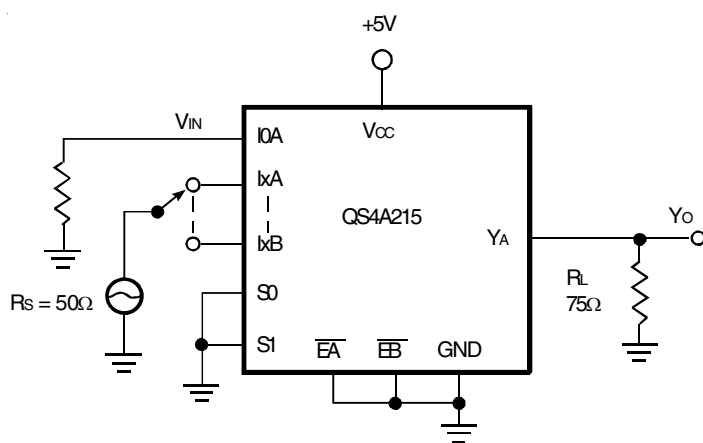 +5V
VIN
I0A
VCC
IxA
QS4A215
IxB
YA
YO
RS = 50Ω
S0
RL
75Ω
S1
EA
EB
GND